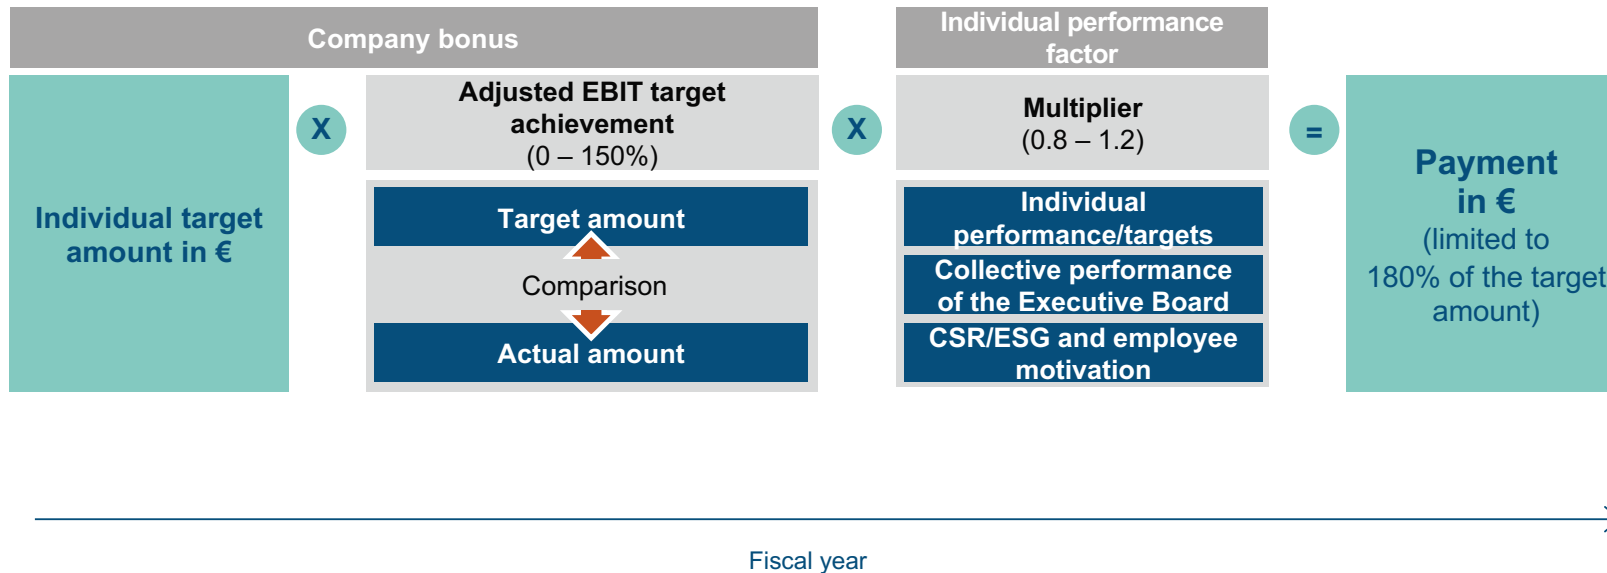 Company bonus
Individual performance
factor
Individual target
amount in €
X
Adjusted EBIT target
achievement
(0 – 150%)
Target amount
Comparison
Actual amount
X
Multiplier
(0.8 – 1.2)
Individual
performance/targets
Collective performance
of the Executive Board
CSR/ESG and employee
motivation
=
Payment
in €
(limited to
180% of the target
amount)
Fiscal year